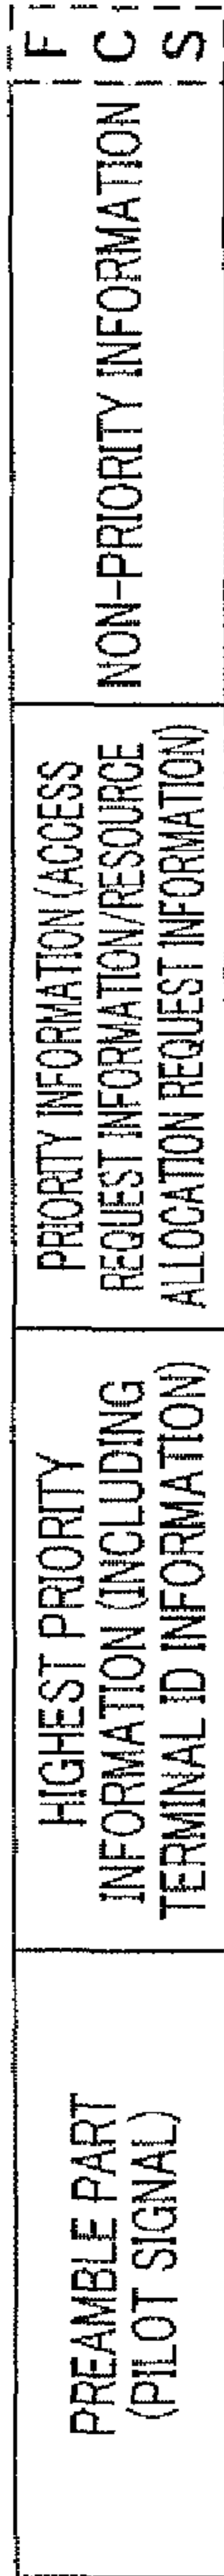 PREAMBLE PART
(PILOT SIGNAL)
HIGHEST PRIORITY
INFORMATION (INCLUDING
TERMINAL ID INFORMATION)
PRIORITY INFORMATION (ACCESS
REQUEST INFORMATION/RESOURCE
ALLOCATION REQUEST INFORMATION)
NON-PRIORITY INFORMATION
F
C
S